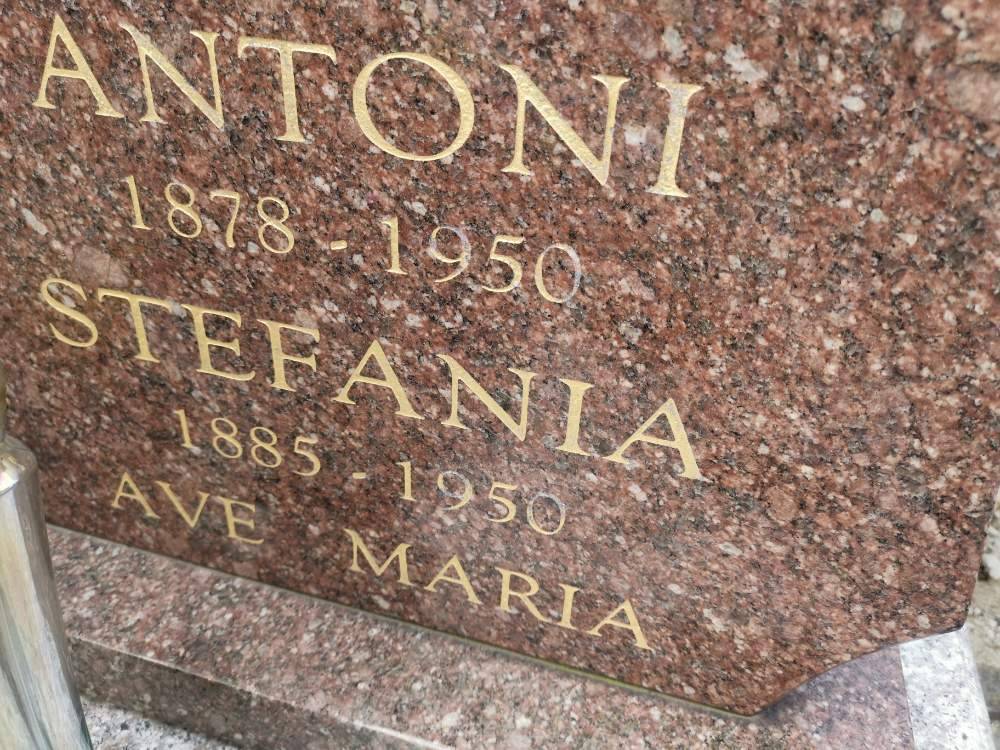 ANTONI
1878 - 1950
STEFANIA
1885 - 1950
AVE MARIA